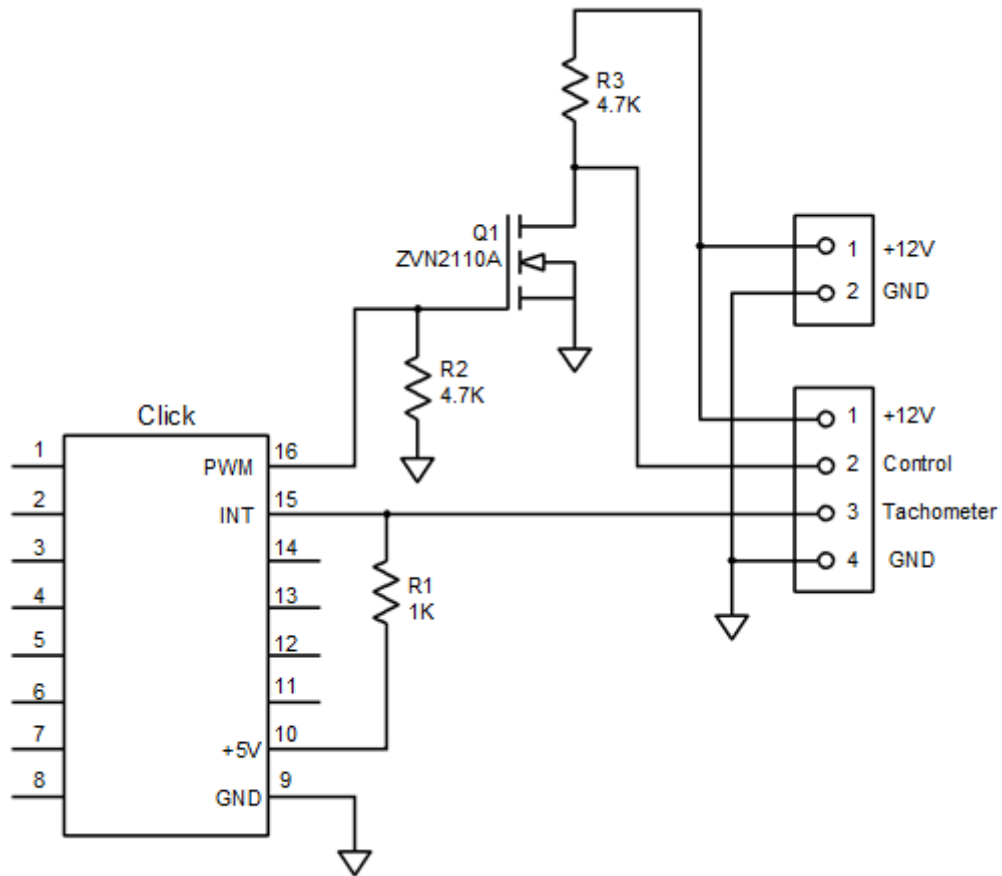 R3
4.7K
Q1
ZVN2110A
1 +12V
2 GND
R2
4.7K
Click
1 PWM 16
2 INT 15
3 14
4 13
5 12
6 11
7 +5V 10
8 GND 9
R1
1K
1 +12V
2 Control
3 Tachometer
4 GND